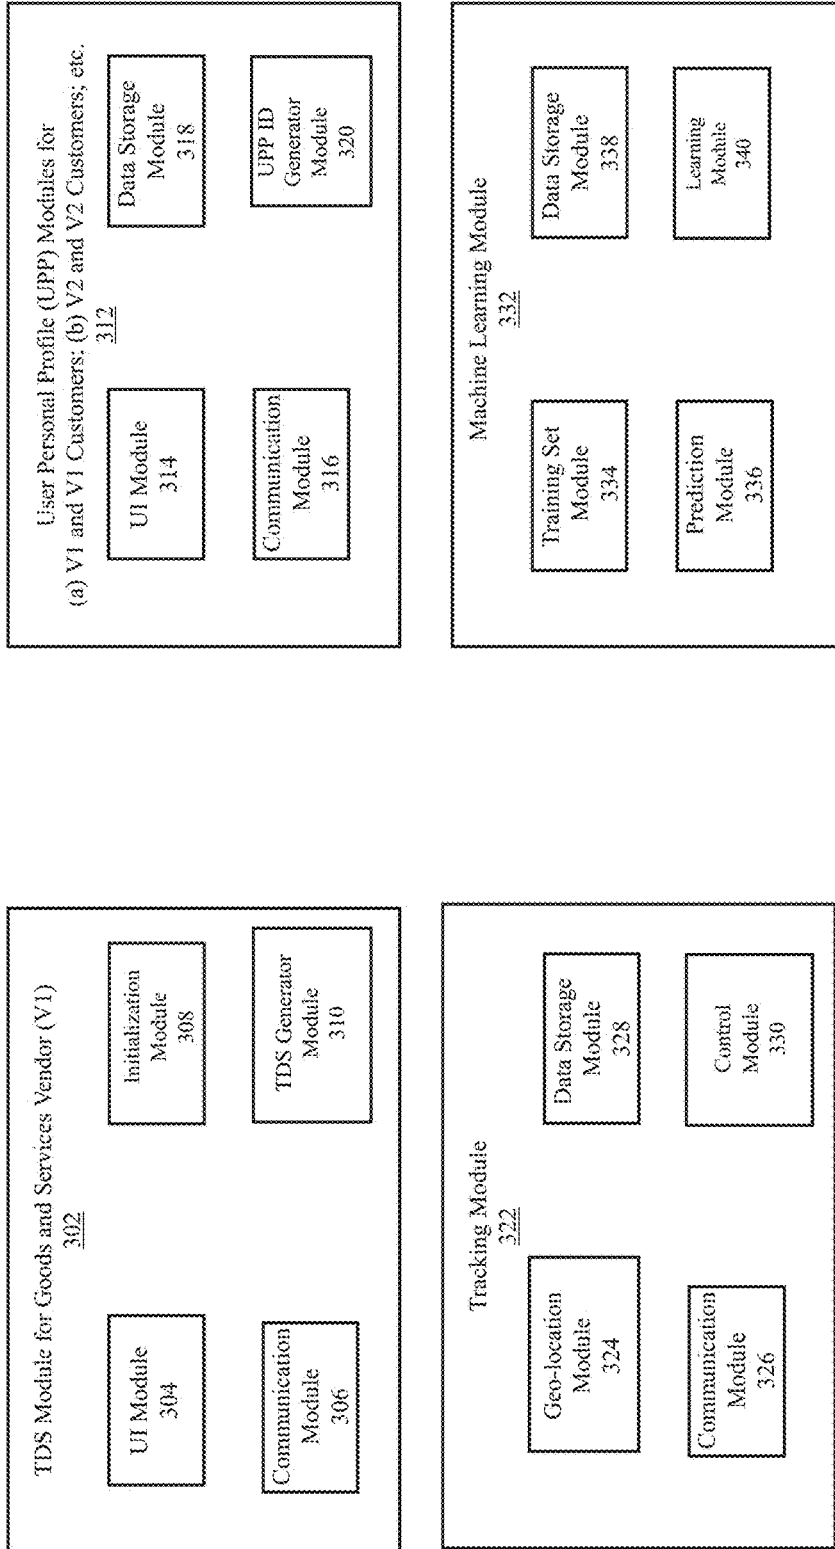 TDS Module for Goods and Services Vendor (V1)
302
UI Module
304
Initialization
Module
308
Communication
Module
306
TDS Generator
Module
310
User Personal Profile (UPP) Modules for
(a) V1 and V1 Customers; (b) V2 and V2 Customers; etc.
312
UI Module
314
Data Storage
Module
318
Communication
Module
316
UPP ID
Generator
Module
320
Tracking Module
322
Geo-location
Module
324
Data Storage
Module
328
Communication
Module
326
Control
Module
330
Machine Learning Module
332
Training Set
Module
334
Data Storage
Module
338
Prediction
Module
336
Learning
Module
340